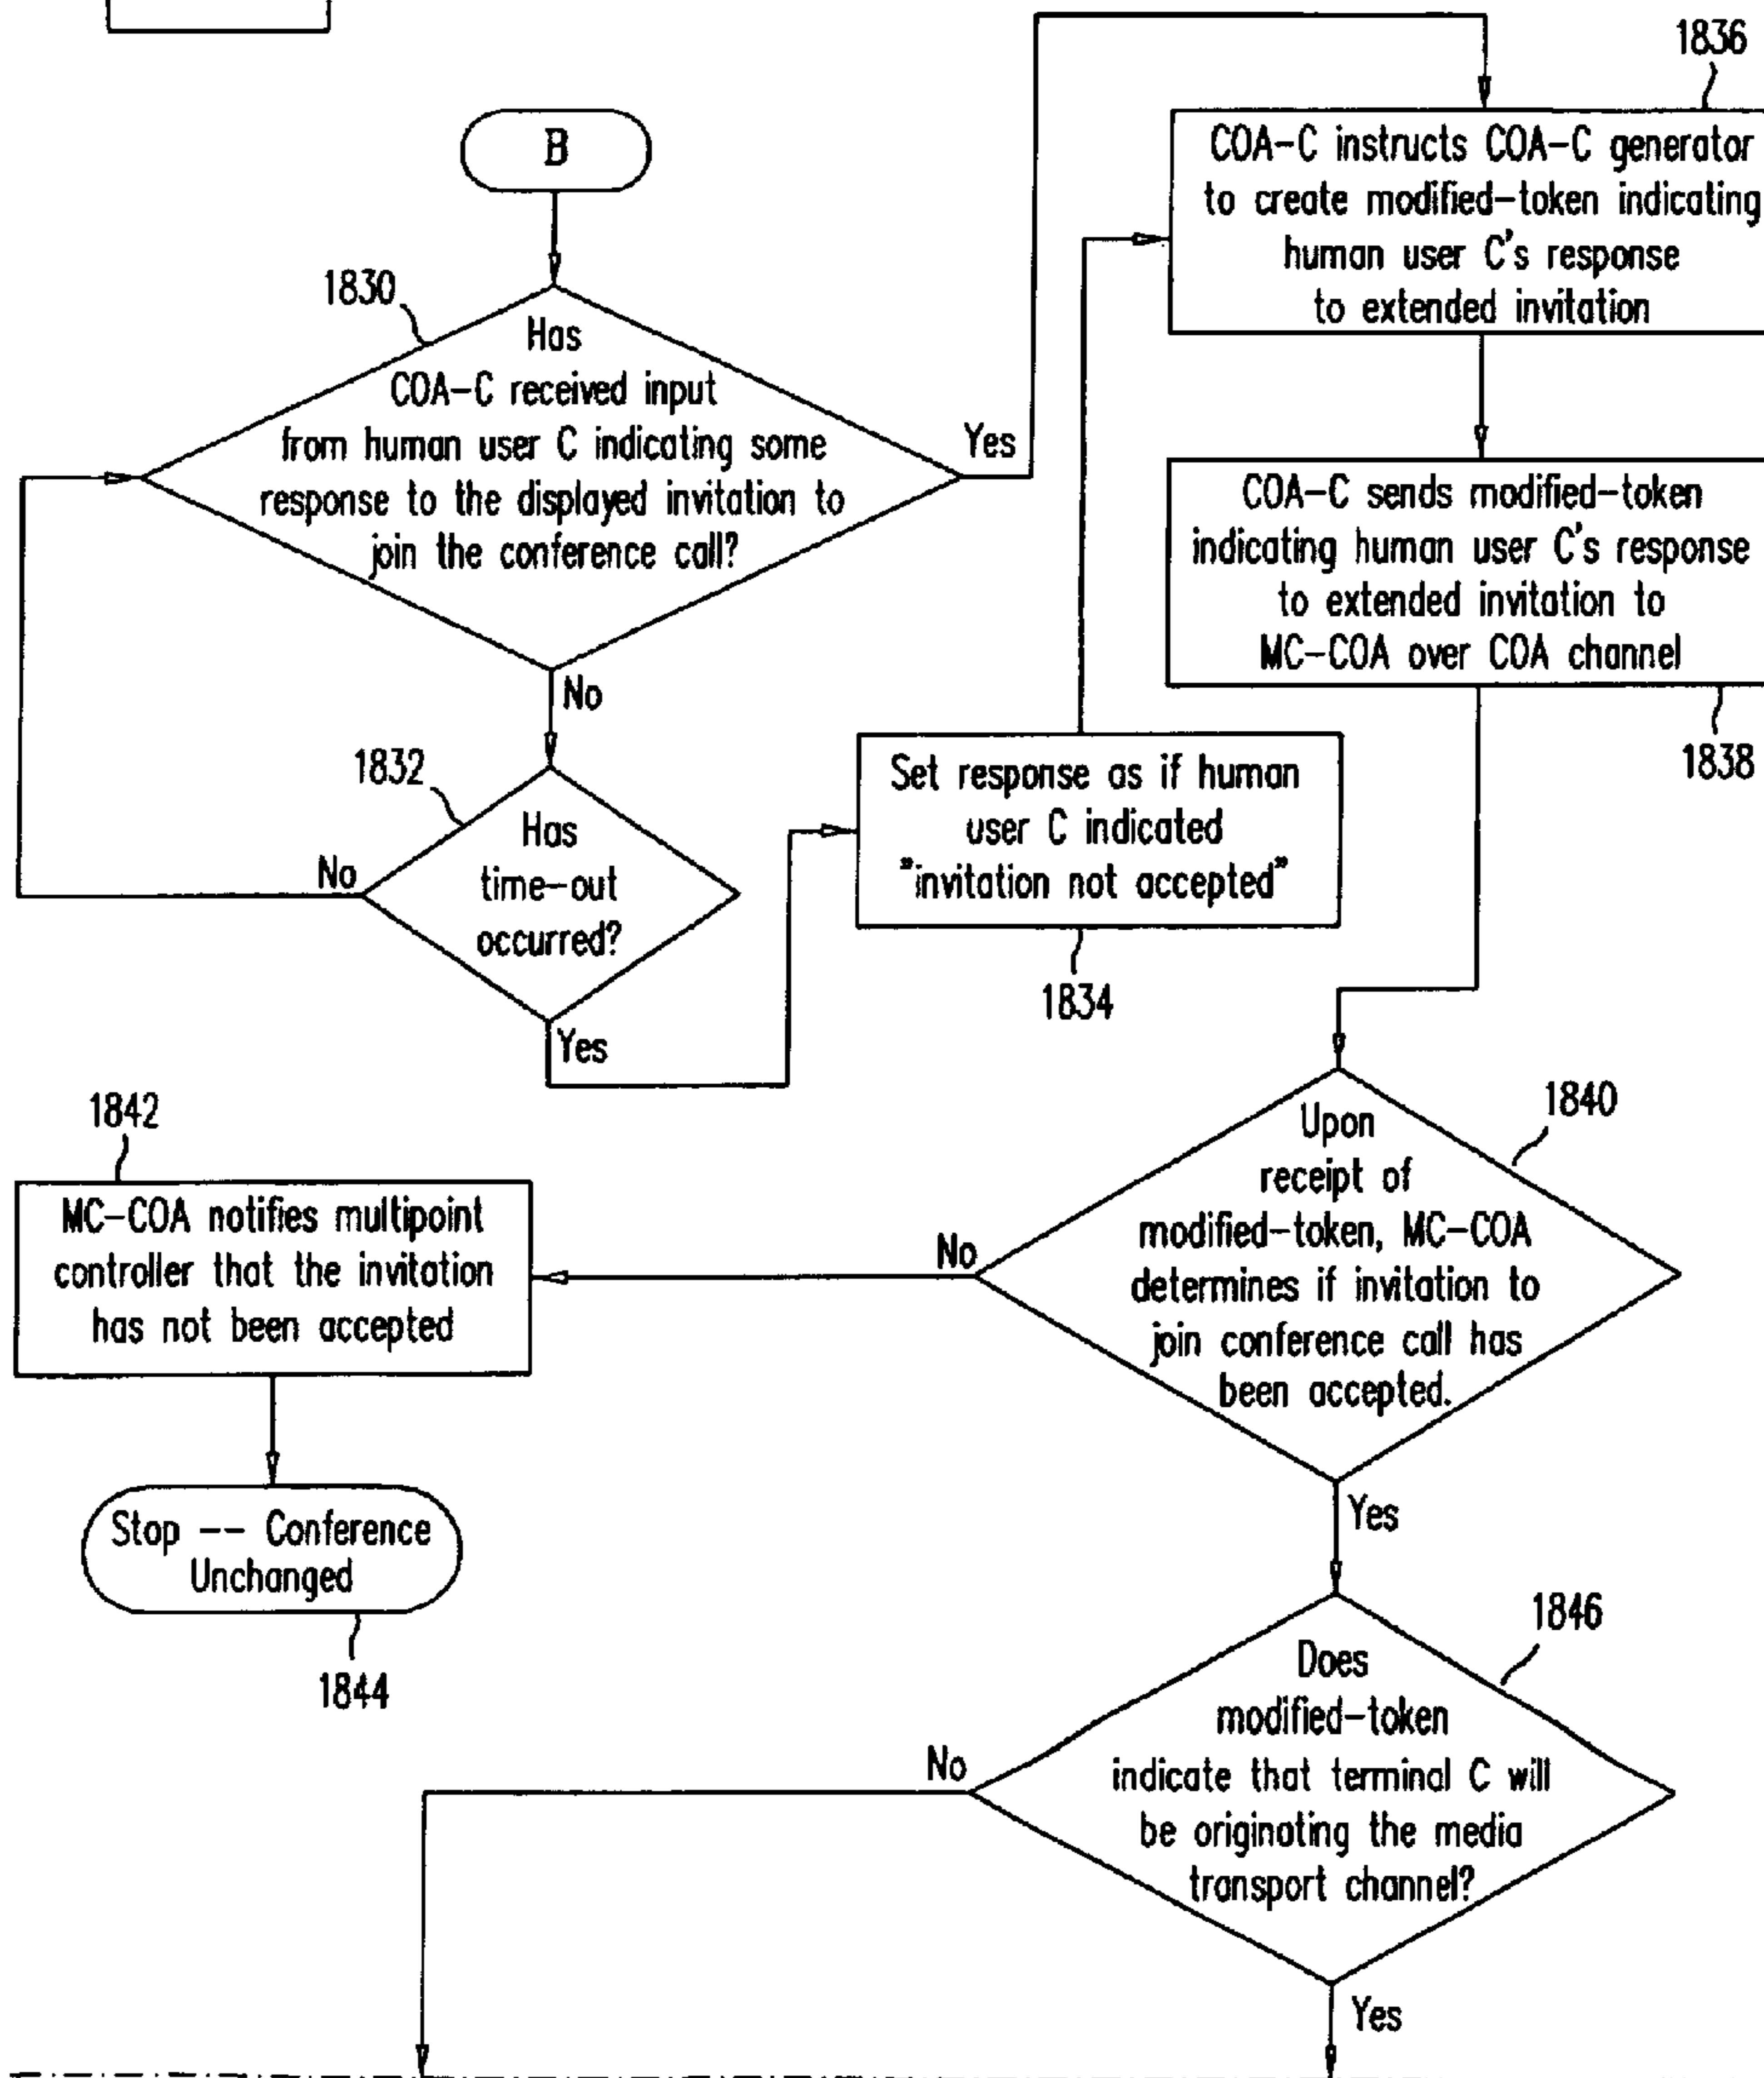 B
1830
Has
COA-C received input
from human user C indicating some
response to the displayed invitation to
join the conference call?
Yes
No
1832
Has
time-out
occurred?
No
Yes
Set response as if human
user C indicated
"invitation not accepted"
1834
1836
COA-C instructs COA-C generator
to create modified-token indicating
human user C's response
to extended invitation
COA-C sends modified-token
indicating human user C's response
to extended invitation to
MC-COA over COA channel
1838
1840
Upon
receipt of
modified-token, MC-COA
determines if invitation to
join conference call has
been accepted.
No
Yes
1842
MC-COA notifies multipoint
controller that the invitation
has not been accepted
Stop -- Conference
Unchanged
1844
1846
Does
modified-token
indicate that terminal C will
be originating the media
transport channel?
No
Yes